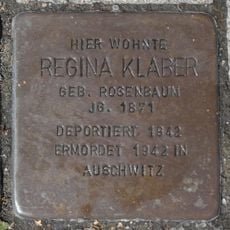 HIER WOHNTE
REGINA KLABER
GEB. ROSENBAUM
JG. 1871
DEPORTIERT 1942
ERMORDET 1942 IN
AUSCHWITZ